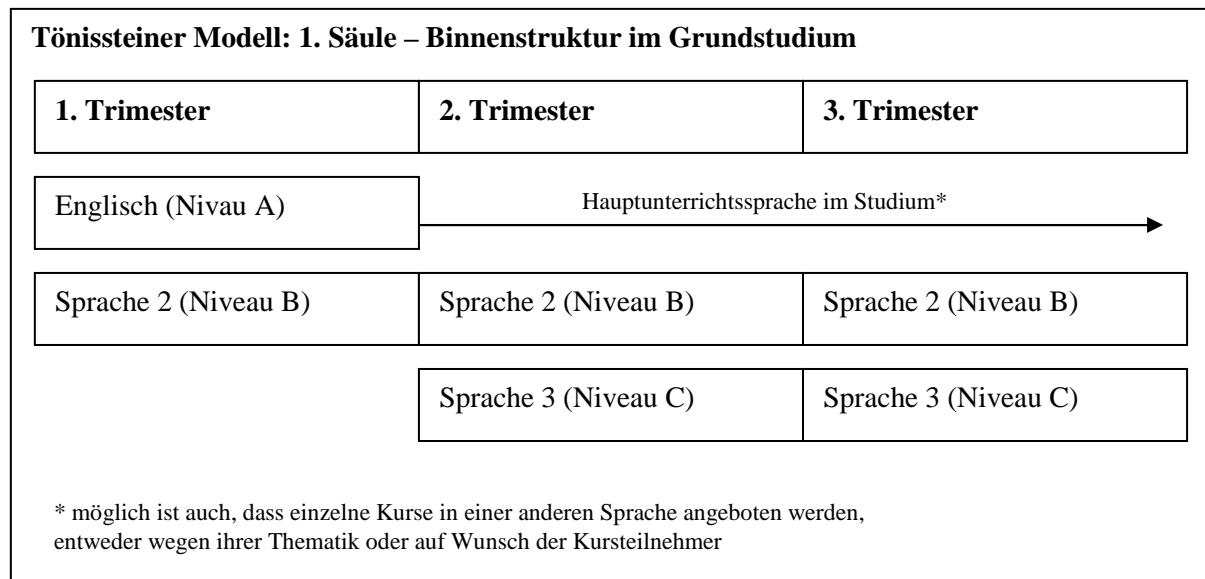 Tönissteiner Modell: 1. Säule – Binnenstruktur im Grundstudium
1. Trimester
2. Trimester
3. Trimester
Englisch (Nivau A)
Hauptunterrichtssprache im Studium*
Sprache 2 (Niveau B)
Sprache 2 (Niveau B)
Sprache 2 (Niveau B)
Sprache 3 (Niveau C)
Sprache 3 (Niveau C)
* möglich ist auch, dass einzelne Kurse in einer anderen Sprache angeboten werden,
entweder wegen ihrer Thematik oder auf Wunsch der Kursteilnehmer